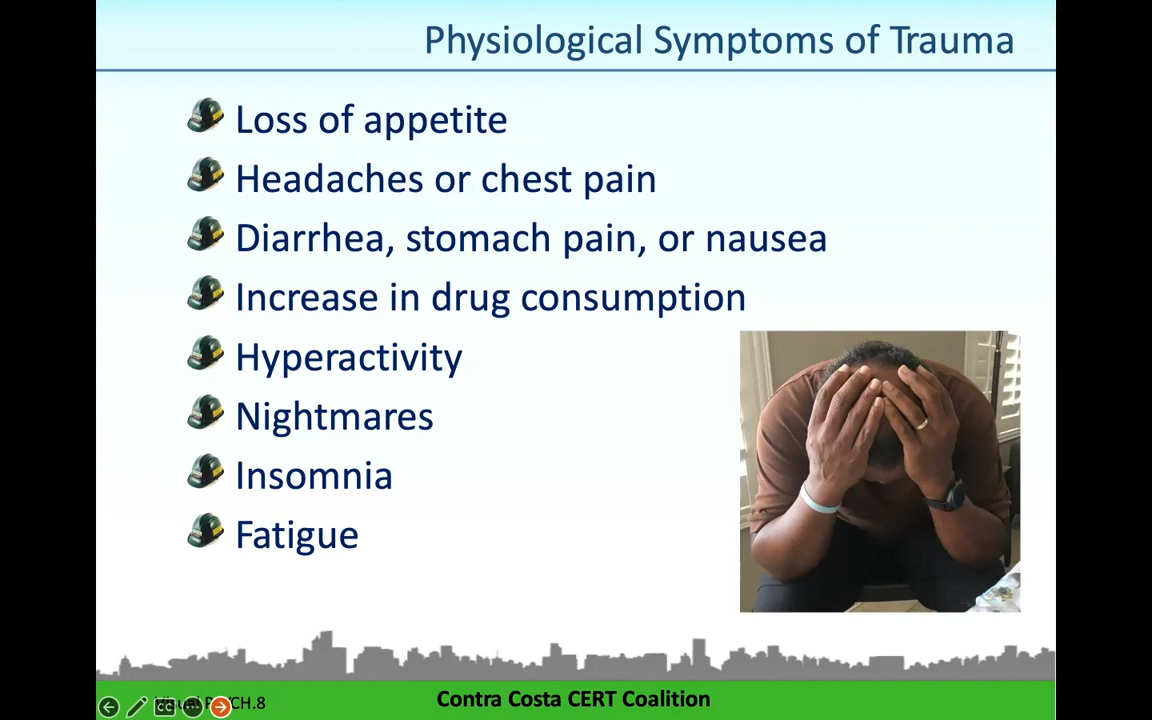 Physiological Symptoms of Trauma
Loss of appetite
Headaches or chest pain
Diarrhea, stomach pain, or nausea
Increase in drug consumption
Hyperactivity
Nightmares
Insomnia
Fatigue
Contra Costa CERT Coalition
CC